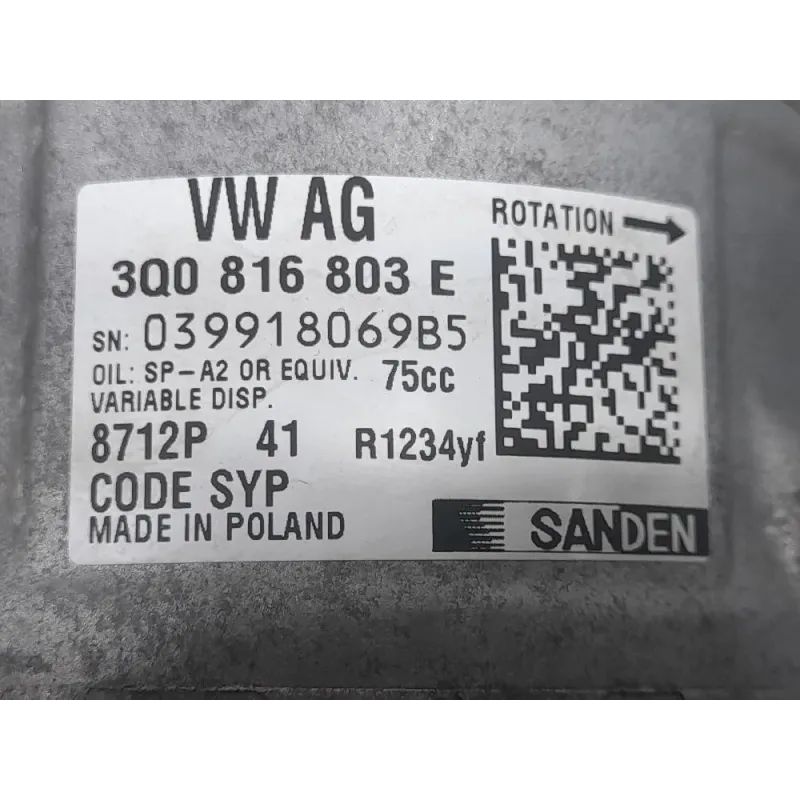 VW AG
ROTATION
3Q0 816 803 E
SN: 039918069B5
OIL: SP-A2 OR EQUIV. 75cc
VARIABLE DISP.
8712P 41 R1234yf
CODE SYP
MADE IN POLAND
SANDEN